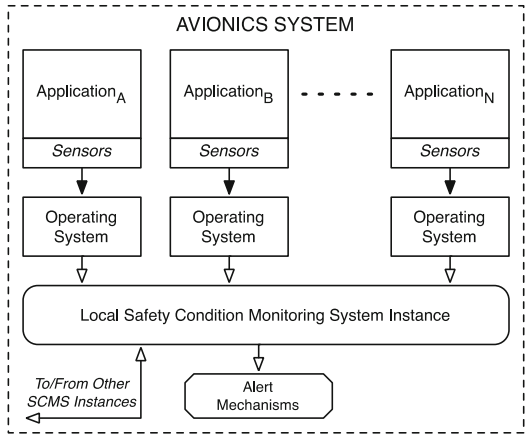 AVIONICS SYSTEM
Application_A
Application_B
Application_N
Sensors
Sensors
Sensors
Operating
System
Operating
System
Operating
System
Local Safety Condition Monitoring System Instance
To/From Other
SCMS Instances
Alert
Mechanisms